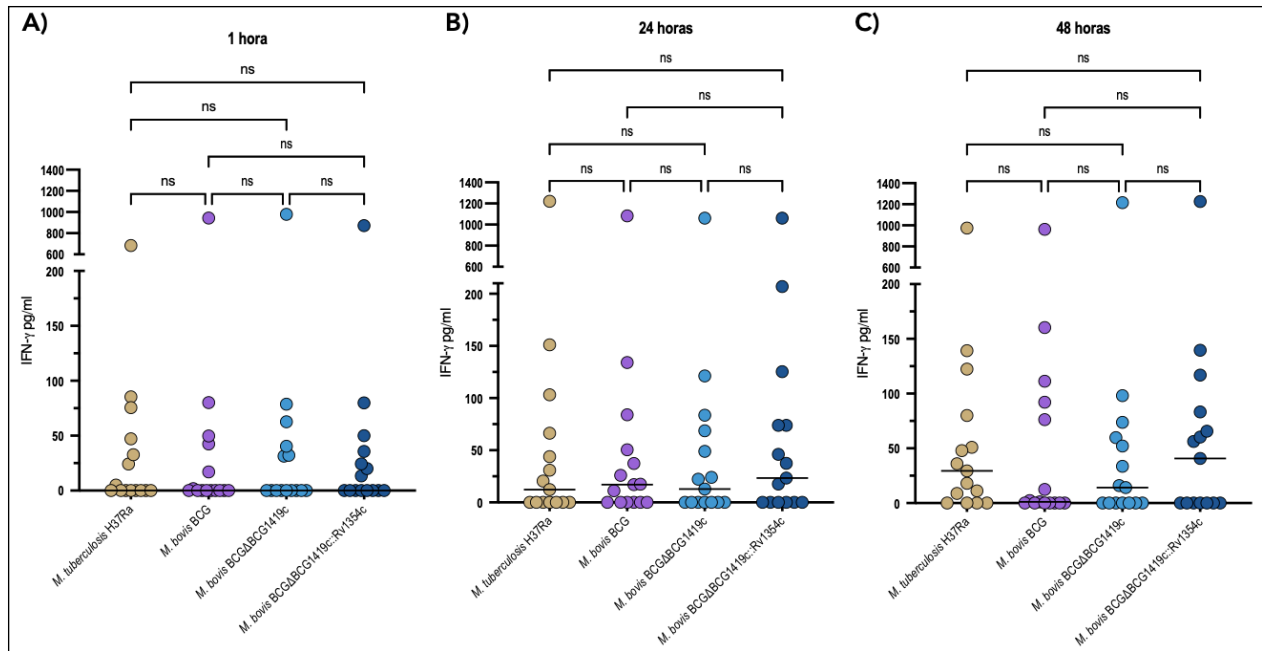 A)
1 hora
ns
ns
ns
ns
ns
ns
IFN-γ pg/ml
1400
1200
1000
800
600
200
150
100
50
0
M. tuberculosis H37Ra
M. bovis BCG
M. bovis BCGΔBCG1419c
M. bovis BCGΔBCG1419c::Rv1354c
B)
24 horas
ns
ns
ns
ns
ns
ns
IFN-γ pg/ml
1400
1200
1000
800
600
200
150
100
50
0
M. tuberculosis H37Ra
M. bovis BCG
M. bovis BCGΔBCG1419c
M. bovis BCGΔBCG1419c::Rv1354c
C)
48 horas
ns
ns
ns
ns
ns
ns
IFN-γ pg/ml
1400
1200
1000
800
600
200
150
100
50
0
M. tuberculosis H37Ra
M. bovis BCG
M. bovis BCGΔBCG1419c
M. bovis BCGΔBCG1419c::Rv1354c